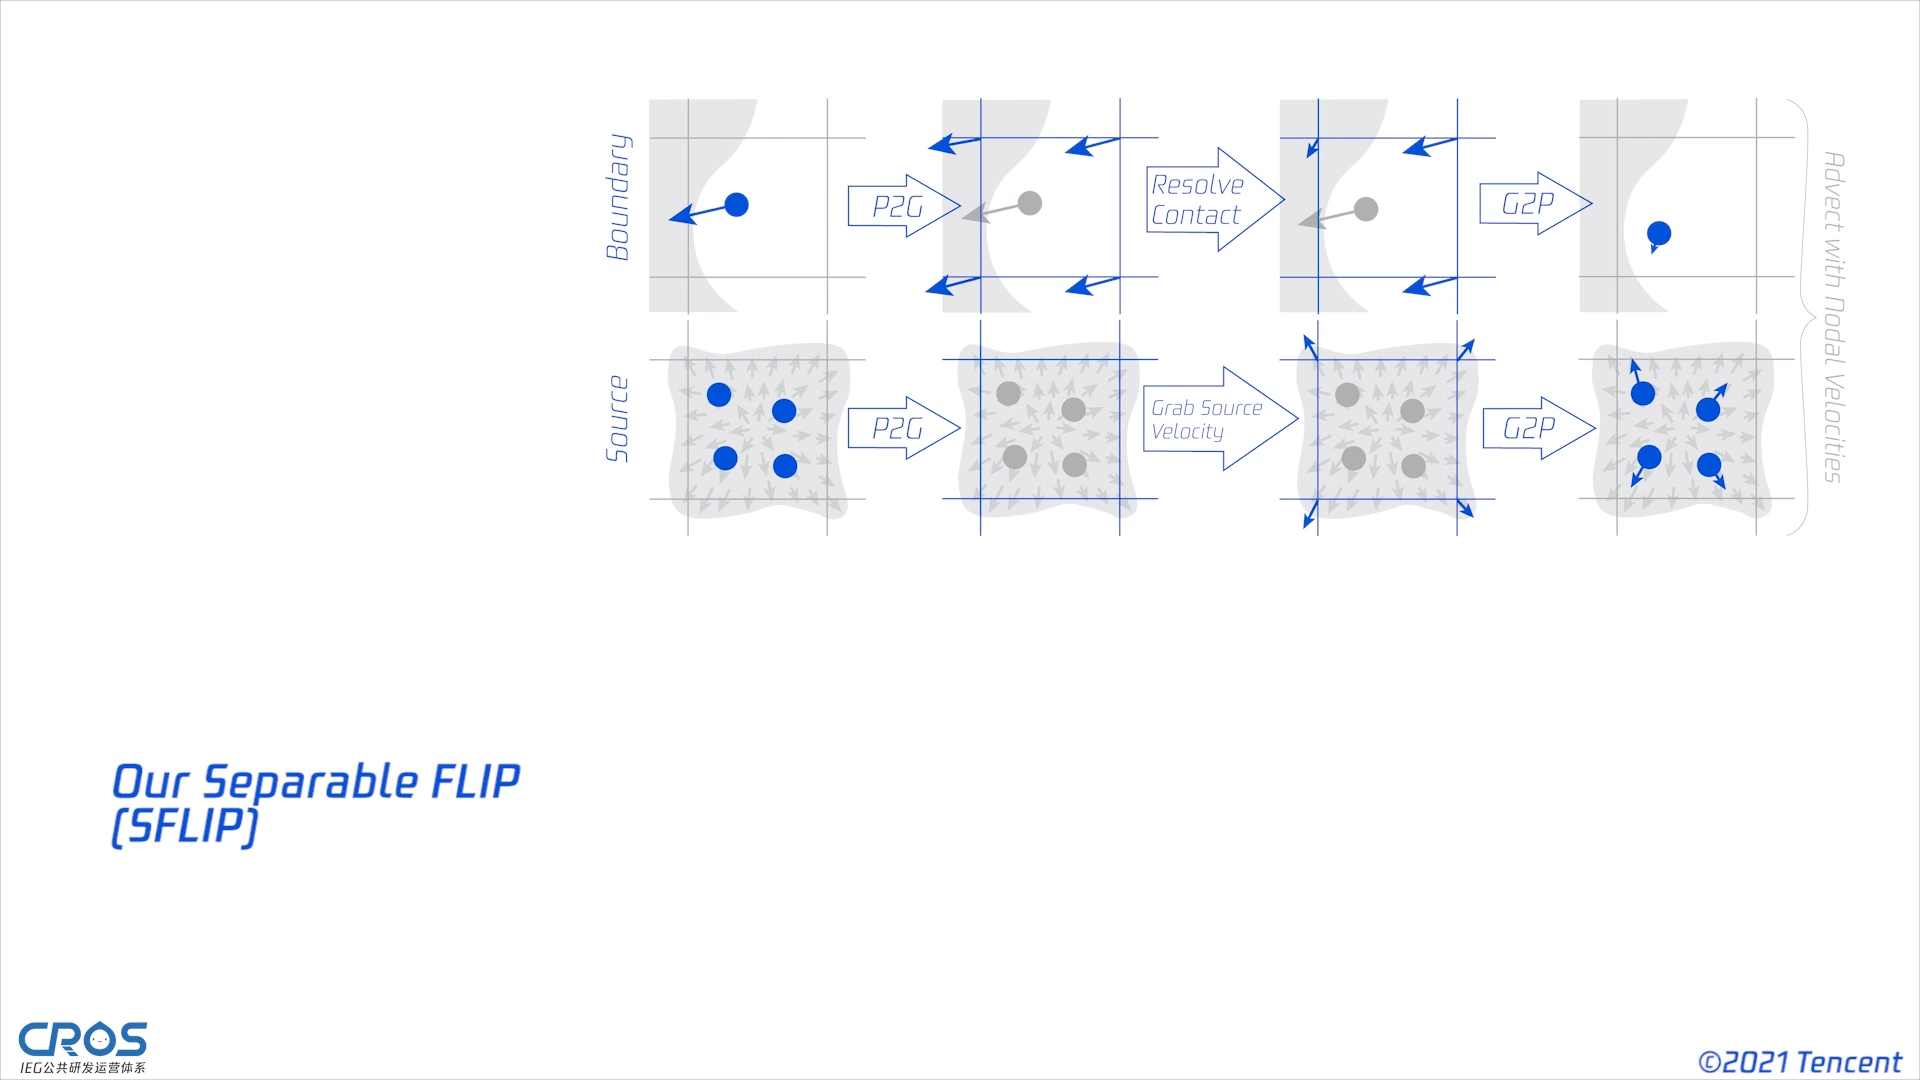 Boundary
P2G
Resolve
Contact
G2P
Source
P2G
Grab Source
Velocity
G2P
Advect with Nodal Velocities
Our Separable FLIP
(SFLIP)
CROS
IEG公共研发运营体系
©2021 Tencent